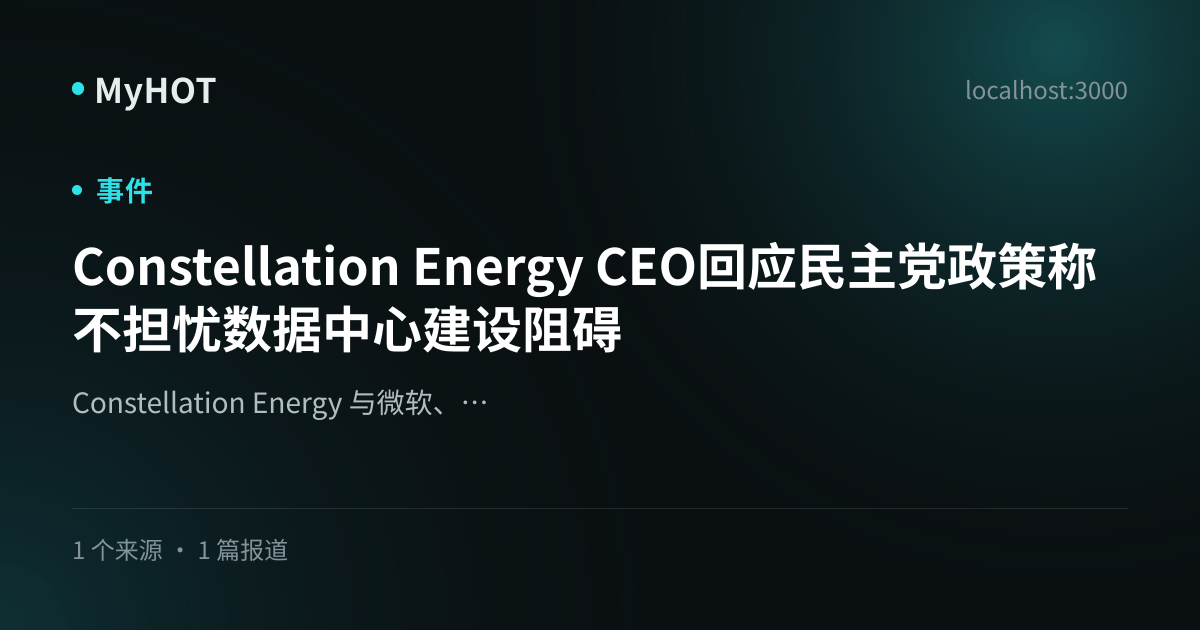 MyHOT
localhost:3000
事件
Constellation Energy CEO回应民主党政策称
不担忧数据中心建设阻碍
Constellation Energy 与微软、…
1 个来源 · 1 篇报道